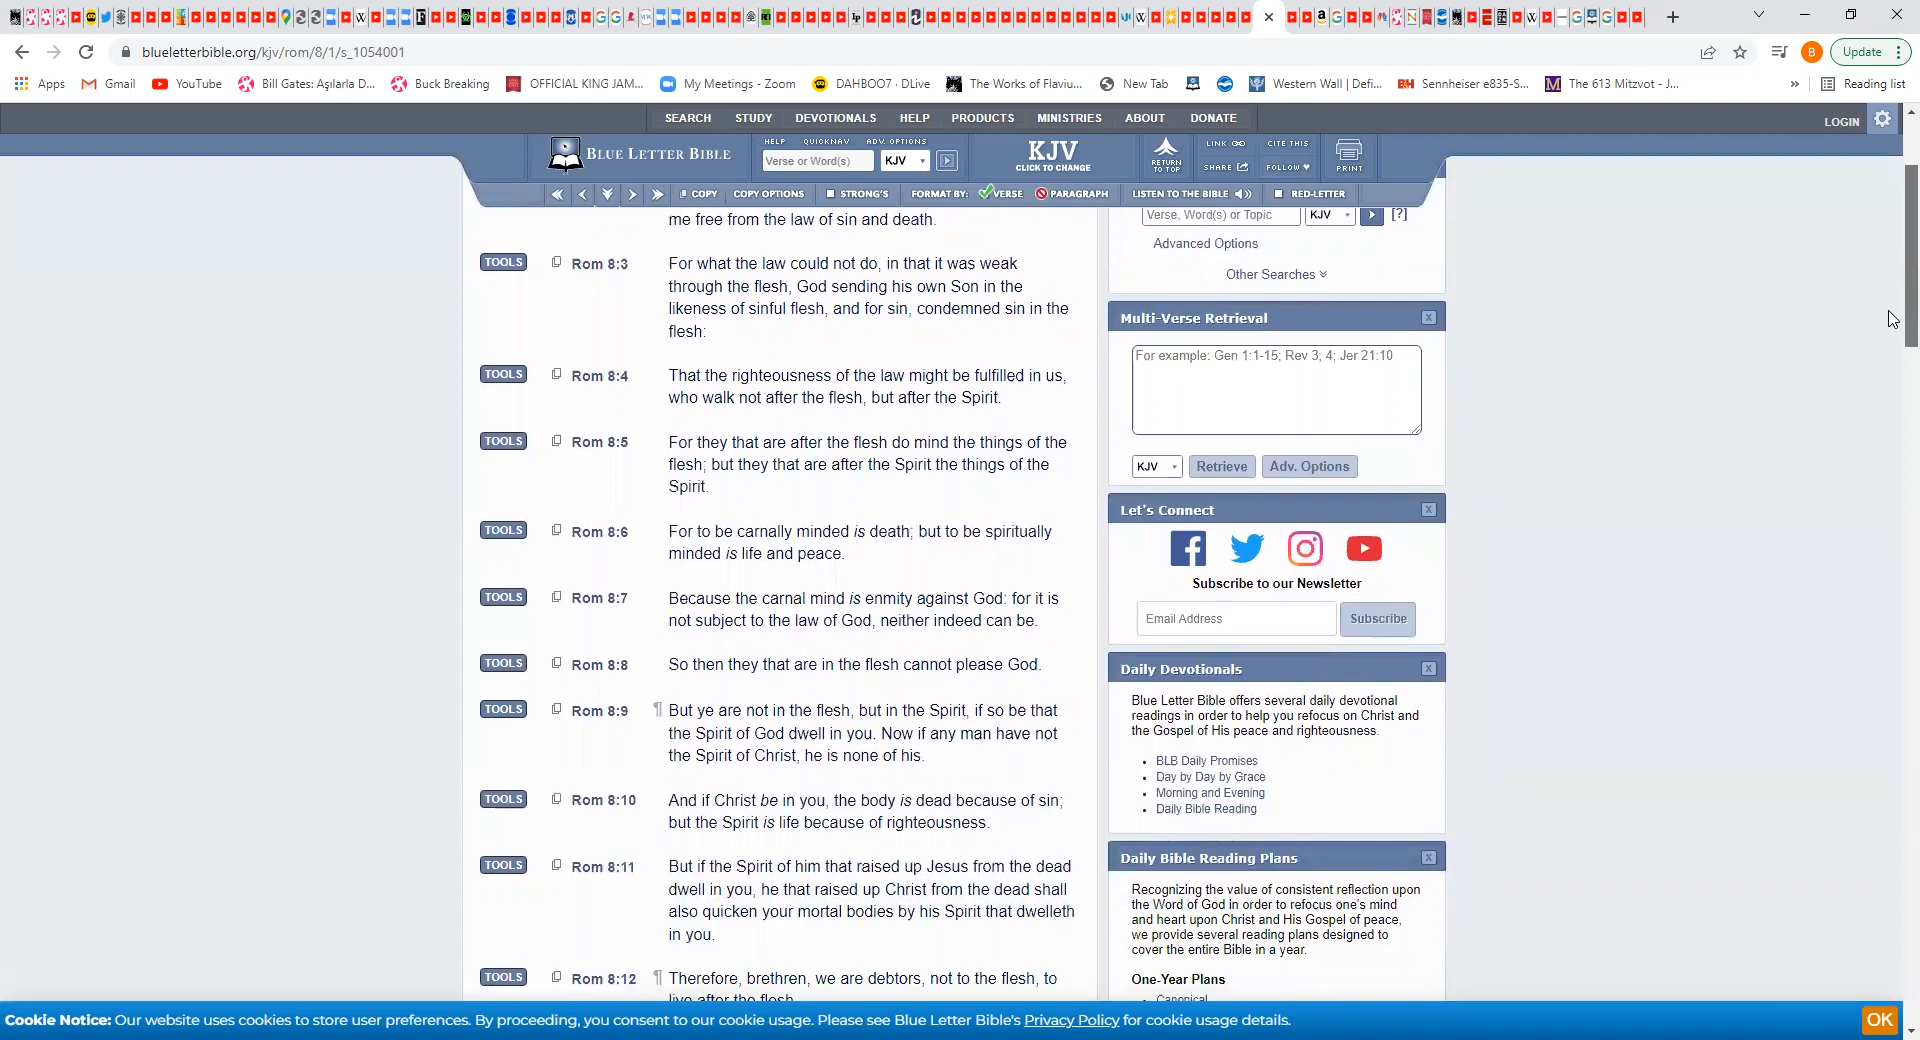 blueletterbible.org/kjv/rom/8/1/s_1054001
B
Update
Apps
Gmail
YouTube
Bill Gates: Aşılarla D...
Buck Breaking
OFFICIAL KING JAM...
My Meetings - Zoom
DAHBOO7 · DLive
The Works of Flaviu...
New Tab
Western Wall | Defi...
Sennheiser e835-S...
The 613 Mitzvot - J...
»
Reading list
SEARCH STUDY DEVOTIONALS HELP PRODUCTS MINISTRIES ABOUT DONATE
LOGIN
BLUE LETTER BIBLE
HELP QUICKNAV ADV. OPTIONS
Verse or Word(s) KJV
KJV
CLICK TO CHANGE
RETURN
TO TOP
LINK CITE THIS
SHARE FOLLOW
PRINT
COPY COPY OPTIONS STRONG'S FORMAT BY: VERSE PARAGRAPH LISTEN TO THE BIBLE RED-LETTER
me free from the law of sin and death.
TOOLS Rom 8:3 For what the law could not do, in that it was weak
through the flesh, God sending his own Son in the
likeness of sinful flesh, and for sin, condemned sin in the
flesh:
TOOLS Rom 8:4 That the righteousness of the law might be fulfilled in us,
who walk not after the flesh, but after the Spirit.
TOOLS Rom 8:5 For they that are after the flesh do mind the things of the
flesh; but they that are after the Spirit the things of the
Spirit.
TOOLS Rom 8:6 For to be carnally minded is death; but to be spiritually
minded is life and peace.
TOOLS Rom 8:7 Because the carnal mind is enmity against God: for it is
not subject to the law of God, neither indeed can be.
TOOLS Rom 8:8 So then they that are in the flesh cannot please God.
TOOLS Rom 8:9 ¶ But ye are not in the flesh, but in the Spirit, if so be that
the Spirit of God dwell in you. Now if any man have not
the Spirit of Christ, he is none of his.
TOOLS Rom 8:10 And if Christ be in you, the body is dead because of sin;
but the Spirit is life because of righteousness.
TOOLS Rom 8:11 But if the Spirit of him that raised up Jesus from the dead
dwell in you, he that raised up Christ from the dead shall
also quicken your mortal bodies by his Spirit that dwelleth
in you.
TOOLS Rom 8:12 ¶ Therefore, brethren, we are debtors, not to the flesh, to
live after the flesh.
Verse, Word(s) or Topic KJV [?]
Advanced Options
Other Searches
Multi-Verse Retrieval x
For example: Gen 1:1-15; Rev 3; 4; Jer 21:10
KJV Retrieve Adv. Options
Let's Connect x
Subscribe to our Newsletter
Email Address Subscribe
Daily Devotionals x
Blue Letter Bible offers several daily devotional
readings in order to help you refocus on Christ and
the Gospel of His peace and righteousness.
• BLB Daily Promises
• Day by Day by Grace
• Morning and Evening
• Daily Bible Reading
Daily Bible Reading Plans x
Recognizing the value of consistent reflection upon
the Word of God in order to refocus one's mind
and heart upon Christ and His Gospel of peace,
we provide several reading plans designed to
cover the entire Bible in a year.
One-Year Plans
• Canonical
Cookie Notice: Our website uses cookies to store user preferences. By proceeding, you consent to our cookie usage. Please see Blue Letter Bible's Privacy Policy for cookie usage details.
OK